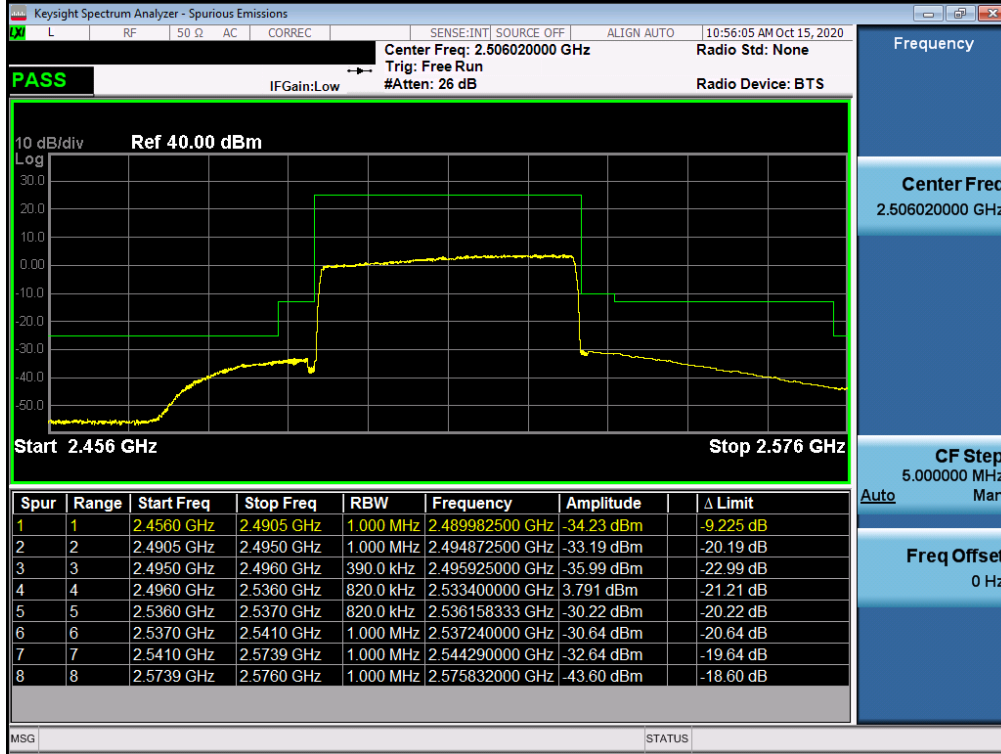 Keysight Spectrum Analyzer - Spurious Emissions
LXI L RF 50 Ω AC CORREC SENSE:INT SOURCE OFF ALIGN AUTO 10:56:05 AM Oct 15, 2020
Center Freq: 2.506020000 GHz Radio Std: None
Trig: Free Run
PASS IFGain:Low #Atten: 26 dB Radio Device: BTS
10 dB/div Ref 40.00 dBm
Log
30.0
20.0
10.0
0.00
-10.0
-20.0
-30.0
-40.0
-50.0
Start 2.456 GHz Stop 2.576 GHz
Spur Range Start Freq Stop Freq RBW Frequency Amplitude Δ Limit
1 1 2.4560 GHz 2.4905 GHz 1.000 MHz 2.489982500 GHz -34.23 dBm -9.225 dB
2 2 2.4905 GHz 2.4950 GHz 1.000 MHz 2.494872500 GHz -33.19 dBm -20.19 dB
3 3 2.4950 GHz 2.4960 GHz 390.0 kHz 2.495925000 GHz -35.99 dBm -22.99 dB
4 4 2.4960 GHz 2.5360 GHz 820.0 kHz 2.533400000 GHz 3.791 dBm -21.21 dB
5 5 2.5360 GHz 2.5370 GHz 820.0 kHz 2.536158333 GHz -30.22 dBm -20.22 dB
6 6 2.5370 GHz 2.5410 GHz 1.000 MHz 2.537240000 GHz -30.64 dBm -20.64 dB
7 7 2.5410 GHz 2.5739 GHz 1.000 MHz 2.544290000 GHz -32.64 dBm -19.64 dB
8 8 2.5739 GHz 2.5760 GHz 1.000 MHz 2.575832000 GHz -43.60 dBm -18.60 dB
MSG STATUS
Frequency
Center Freq
2.506020000 GHz
CF Step
5.000000 MHz
Auto Man
Freq Offset
0 Hz